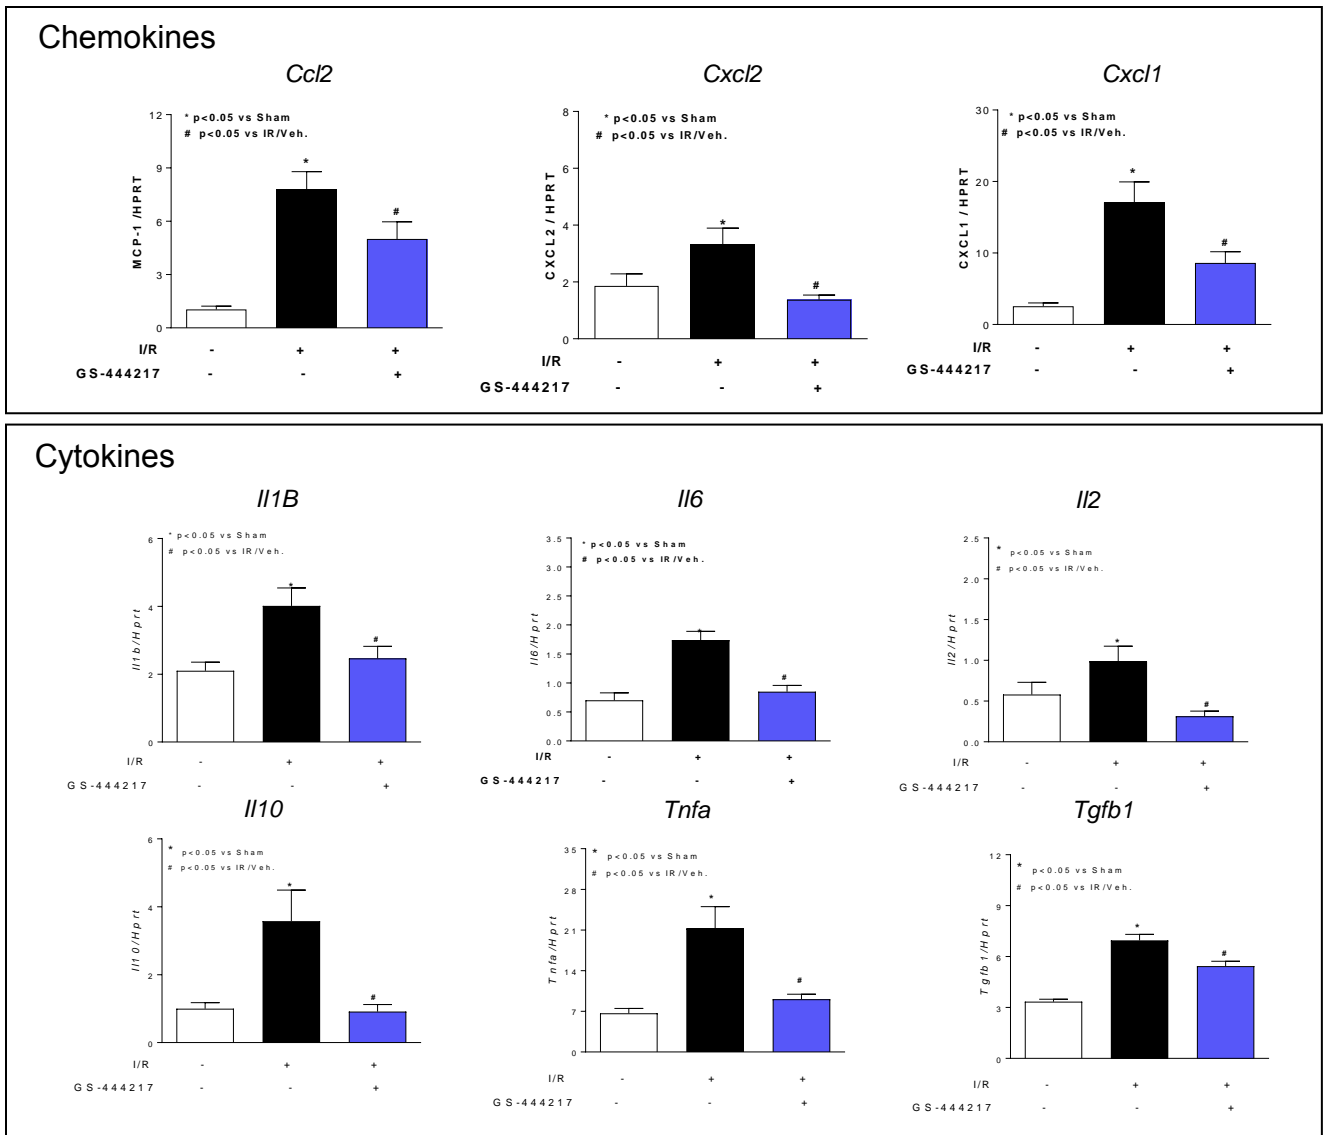 Chemokines
Ccl2
MCP-1/HPRT
12
9
6
3
0
* p<0.05 vs Sham
# p<0.05 vs IR/Veh.
*
#
I/R - + +
GS-444217 - - +
Cxcl2
CXCL2/HPRT
8
6
4
2
0
* p<0.05 vs Sham
# p<0.05 vs IR/Veh.
*
#
I/R - + +
GS-444217 - - +
Cxcl1
CXCL1/HPRT
30
20
10
0
* p<0.05 vs Sham
# p<0.05 vs IR/Veh.
*
#
I/R - + +
GS-444217 - - +
Cytokines
Il1B
Il1b/Hprt
6
4
2
0
* p<0.05 vs Sham
# p<0.05 vs IR/Veh.
*
#
I/R - + +
GS-444217 - - +
Il6
Il6/Hprt
3.5
3.0
2.5
2.0
1.5
1.0
0.5
0.0
* p<0.05 vs Sham
# p<0.05 vs IR/Veh.
*
#
I/R - + +
GS-444217 - - +
Il2
Il2/Hprt
2.5
2.0
1.5
1.0
0.5
0.0
* p<0.05 vs Sham
# p<0.05 vs IR/Veh.
*
#
I/R - + +
GS-444217 - - +
Il10
Il10/Hprt
6
4
2
0
* p<0.05 vs Sham
# p<0.05 vs IR/Veh.
*
#
I/R - + +
GS-444217 - - +
Tnfa
Tnfa/Hprt
35
28
21
14
7
0
* p<0.05 vs Sham
# p<0.05 vs IR/Veh.
*
#
I/R - + +
GS-444217 - - +
Tgfb1
Tgfb1/Hprt
12
9
6
3
0
* p<0.05 vs Sham
# p<0.05 vs IR/Veh.
*
#
I/R - + +
GS-444217 - - +